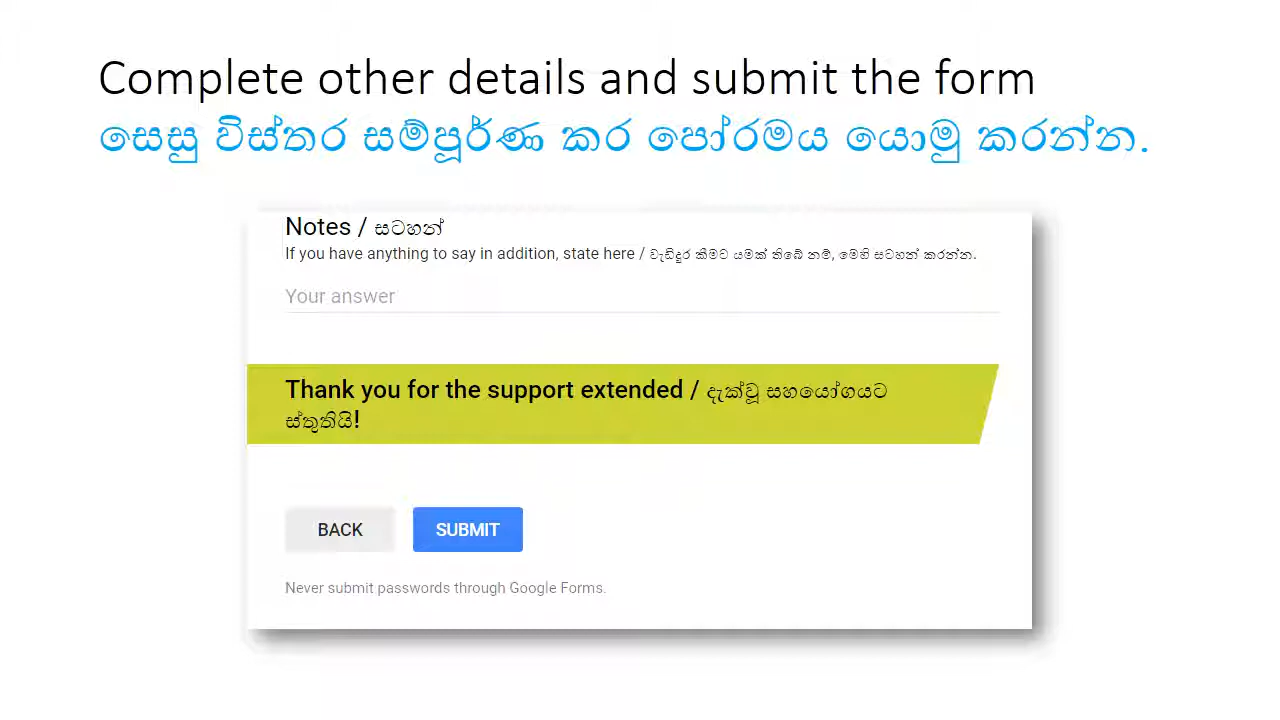 Complete other details and submit the form
සෙසු විස්තර සම්පූර්ණ කර පෝරමය යොමු කරන්න.
Notes / සටහන්
If you have anything to say in addition, state here / වැඩිදුර කීමට යමක් තිබේ නම්, මෙහි සටහන් කරන්න.
Your answer
Thank you for the support extended / දැක්වූ සහයෝගයට
ස්තුතියි!
BACK SUBMIT
Never submit passwords through Google Forms.